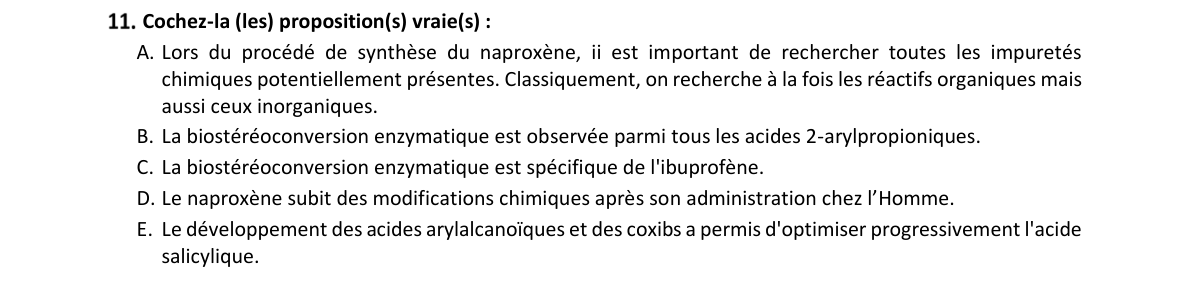 11. Cochez-la (les) proposition(s) vraie(s) :
A. Lors du procédé de synthèse du naproxène, ii est important de rechercher toutes les impuretés
chimiques potentiellement présentes. Classiquement, on recherche à la fois les réactifs organiques mais
aussi ceux inorganiques.
B. La biostéréoconversion enzymatique est observée parmi tous les acides 2-arylpropioniques.
C. La biostéréoconversion enzymatique est spécifique de l'ibuprofène.
D. Le naproxène subit des modifications chimiques après son administration chez l’Homme.
E. Le développement des acides arylalcanoïques et des coxibs a permis d'optimiser progressivement l'acide
salicylique.